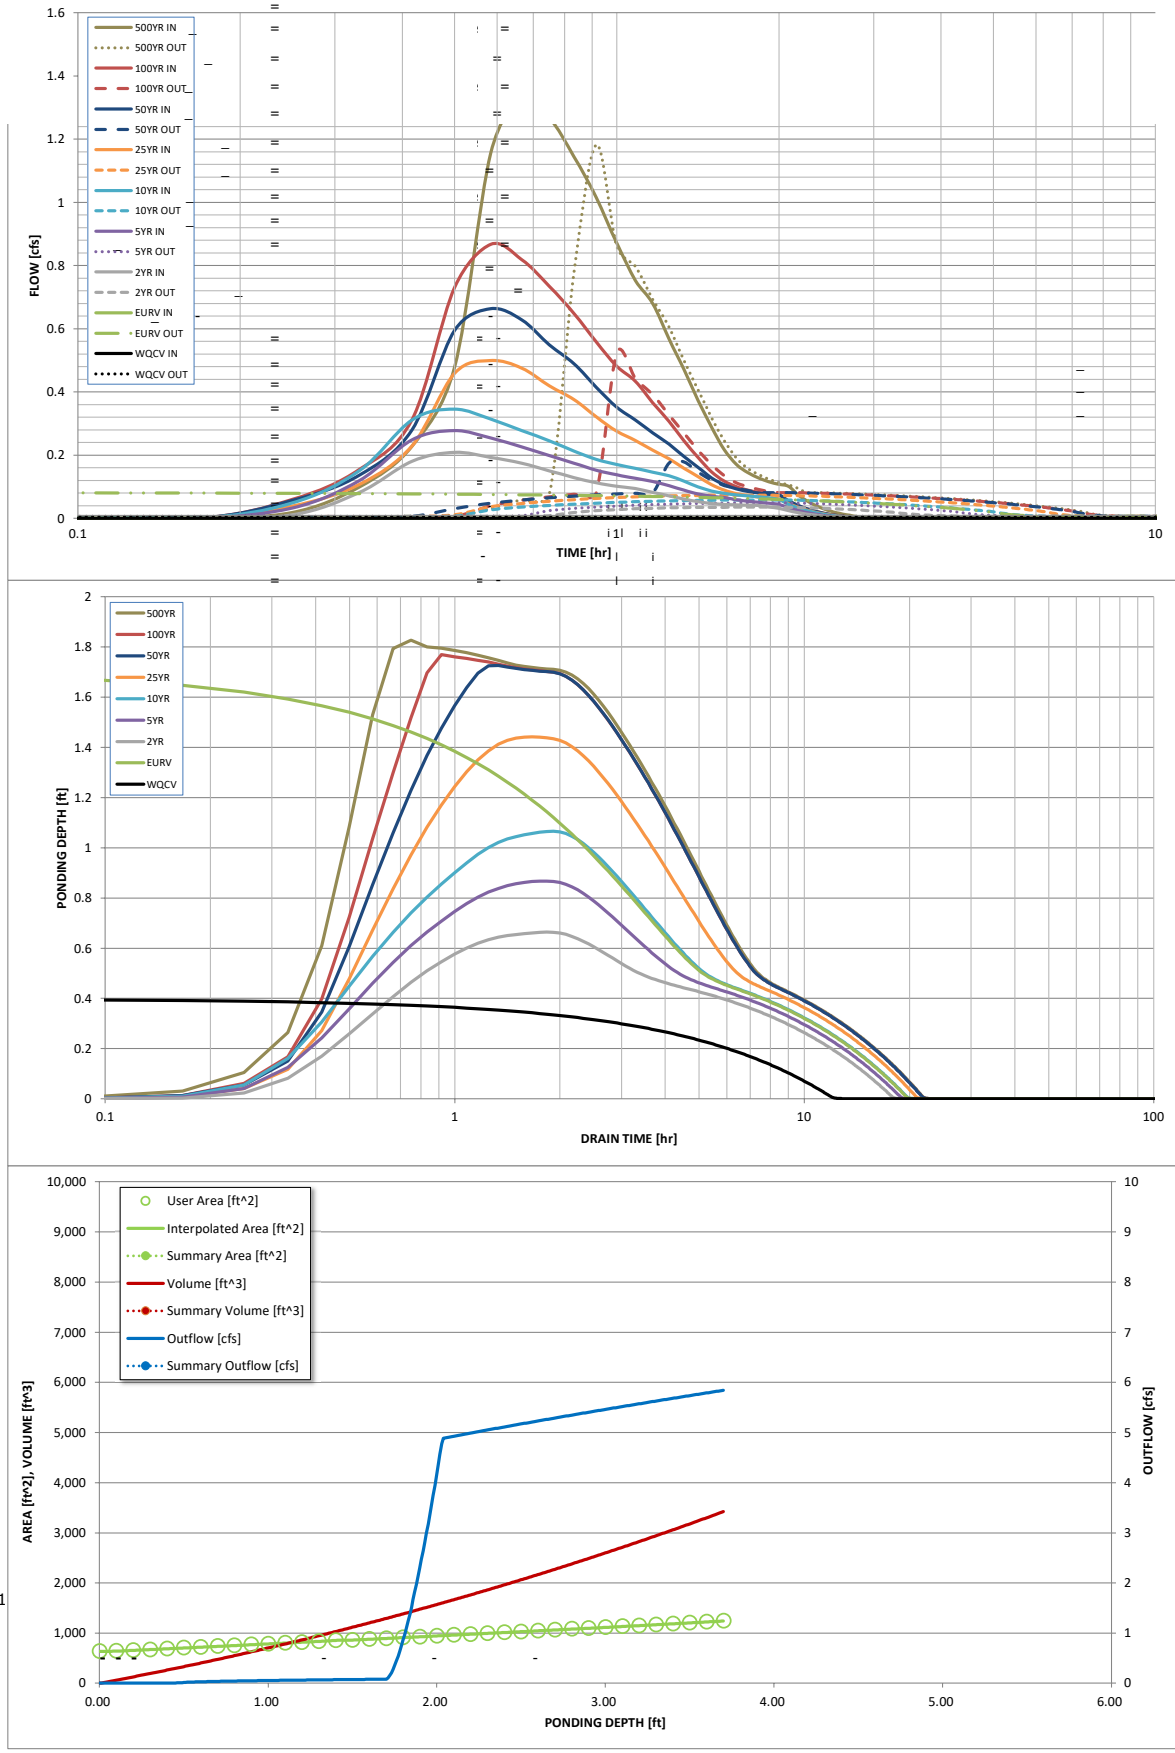 1.6
1.4
1.2
1
0.8
0.6
0.4
0.2
0
FLOW [cfs]
500YR IN
500YR OUT
100YR IN
100YR OUT
50YR IN
50YR OUT
25YR IN
25YR OUT
10YR IN
10YR OUT
5YR IN
5YR OUT
2YR IN
2YR OUT
EURV IN
EURV OUT
WQCV IN
WQCV OUT
0.1
1
10
TIME [hr]
2
1.8
1.6
1.4
1.2
1
0.8
0.6
0.4
0.2
0
PONDING DEPTH [ft]
500YR
100YR
50YR
25YR
10YR
5YR
2YR
EURV
WQCV
0.1
1
10
100
DRAIN TIME [hr]
10,000
9,000
8,000
7,000
6,000
5,000
4,000
3,000
2,000
1,000
0
AREA [ft^2], VOLUME [ft^3]
User Area [ft^2]
Interpolated Area [ft^2]
Summary Area [ft^2]
Volume [ft^3]
Summary Volume [ft^3]
Outflow [cfs]
Summary Outflow [cfs]
10
9
8
7
6
5
4
3
2
1
0
OUTFLOW [cfs]
0.00
1.00
2.00
3.00
4.00
5.00
6.00
PONDING DEPTH [ft]
1